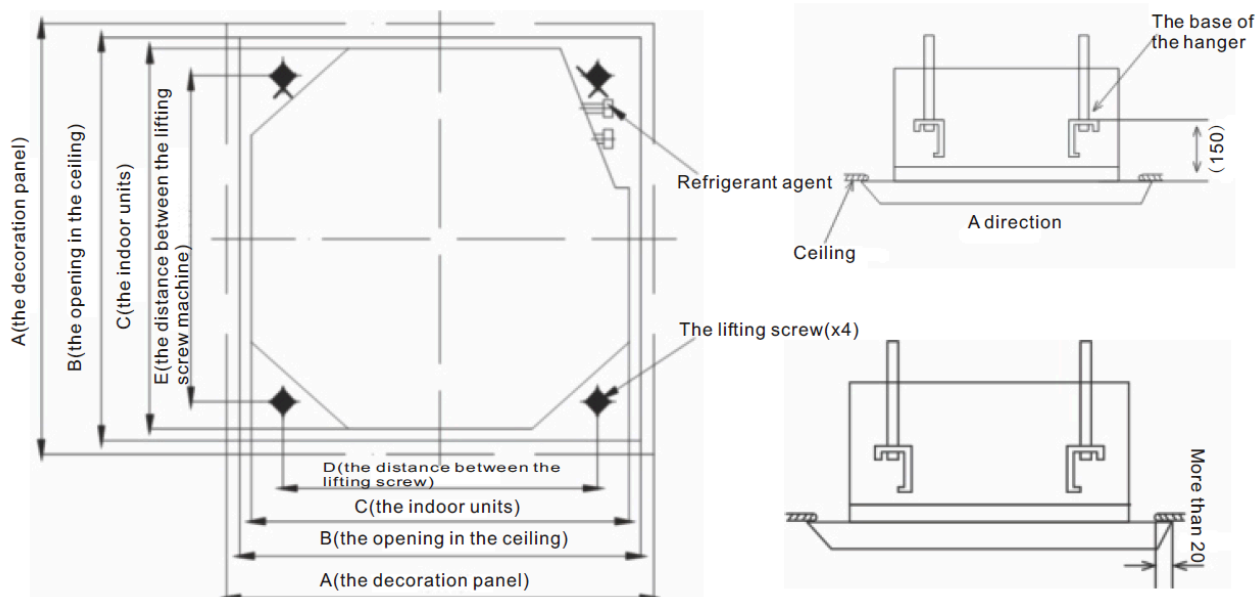 A(the decoration panel)
B(the opening in the ceiling)
C(the indoor units)
E(the distance between the lifting
screw machine)
Refrigerant agent
The lifting screw(x4)
D(the distance between the
lifting screw)
C(the indoor units)
B(the opening in the ceiling)
A(the decoration panel)
The base of
the hanger
(150)
A direction
Ceiling
More than 20